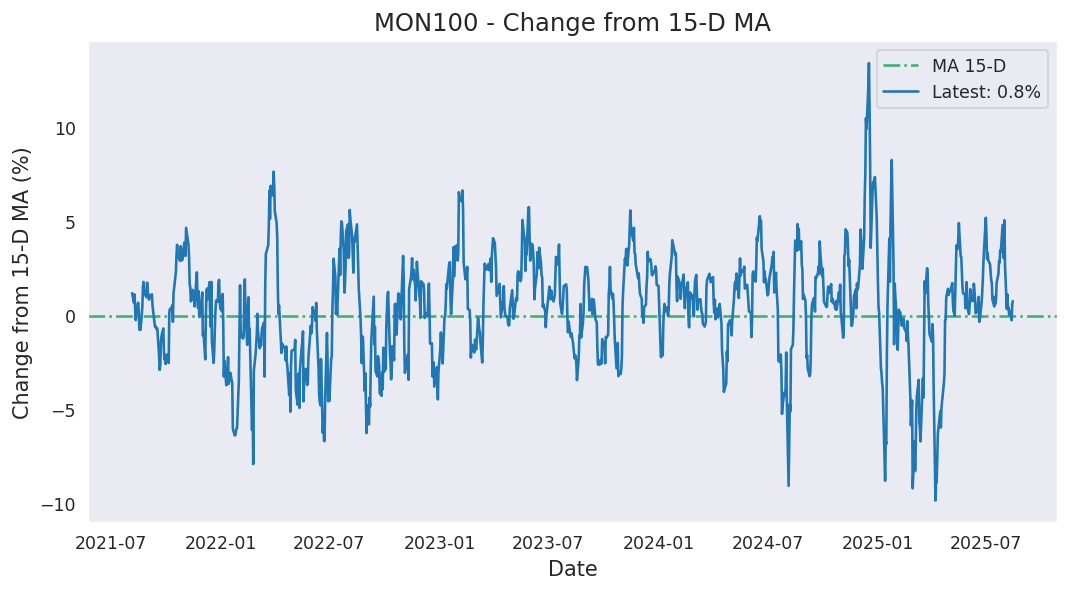 MON100 - Change from 15-D MA
MA 15-D
Latest: 0.8%
Change from 15-D MA (%)
10
5
0
−5
−10
2021-07 2022-01 2022-07 2023-01 2023-07 2024-01 2024-07 2025-01 2025-07
Date